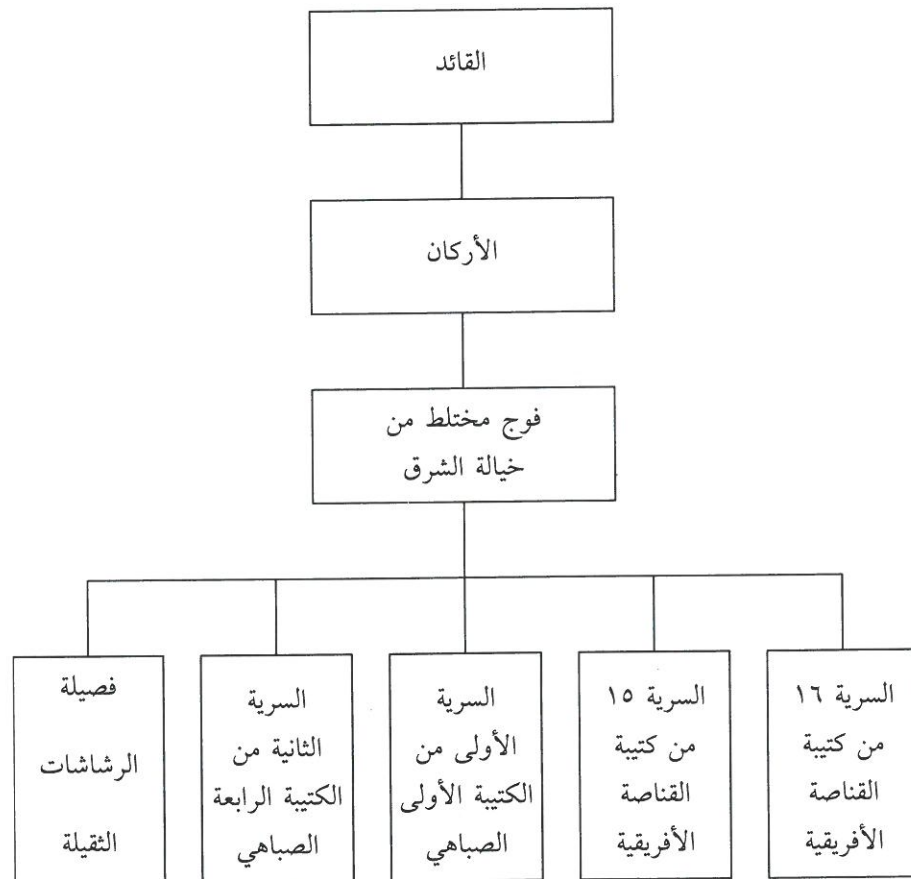 القائد
الأركان
فوج مختلط من
خيالة الشرق
السرية ١٦
من كتيبة
القناصة
الأفريقية
السرية ١٥
من كتيبة
القناصة
الأفريقية
السرية
الأولى من
الكتيبة الأولى
الصباهي
السرية
الثانية من
الكتيبة الرابعة
الصباهي
فصيلة
الرشاشات
الثقيلة